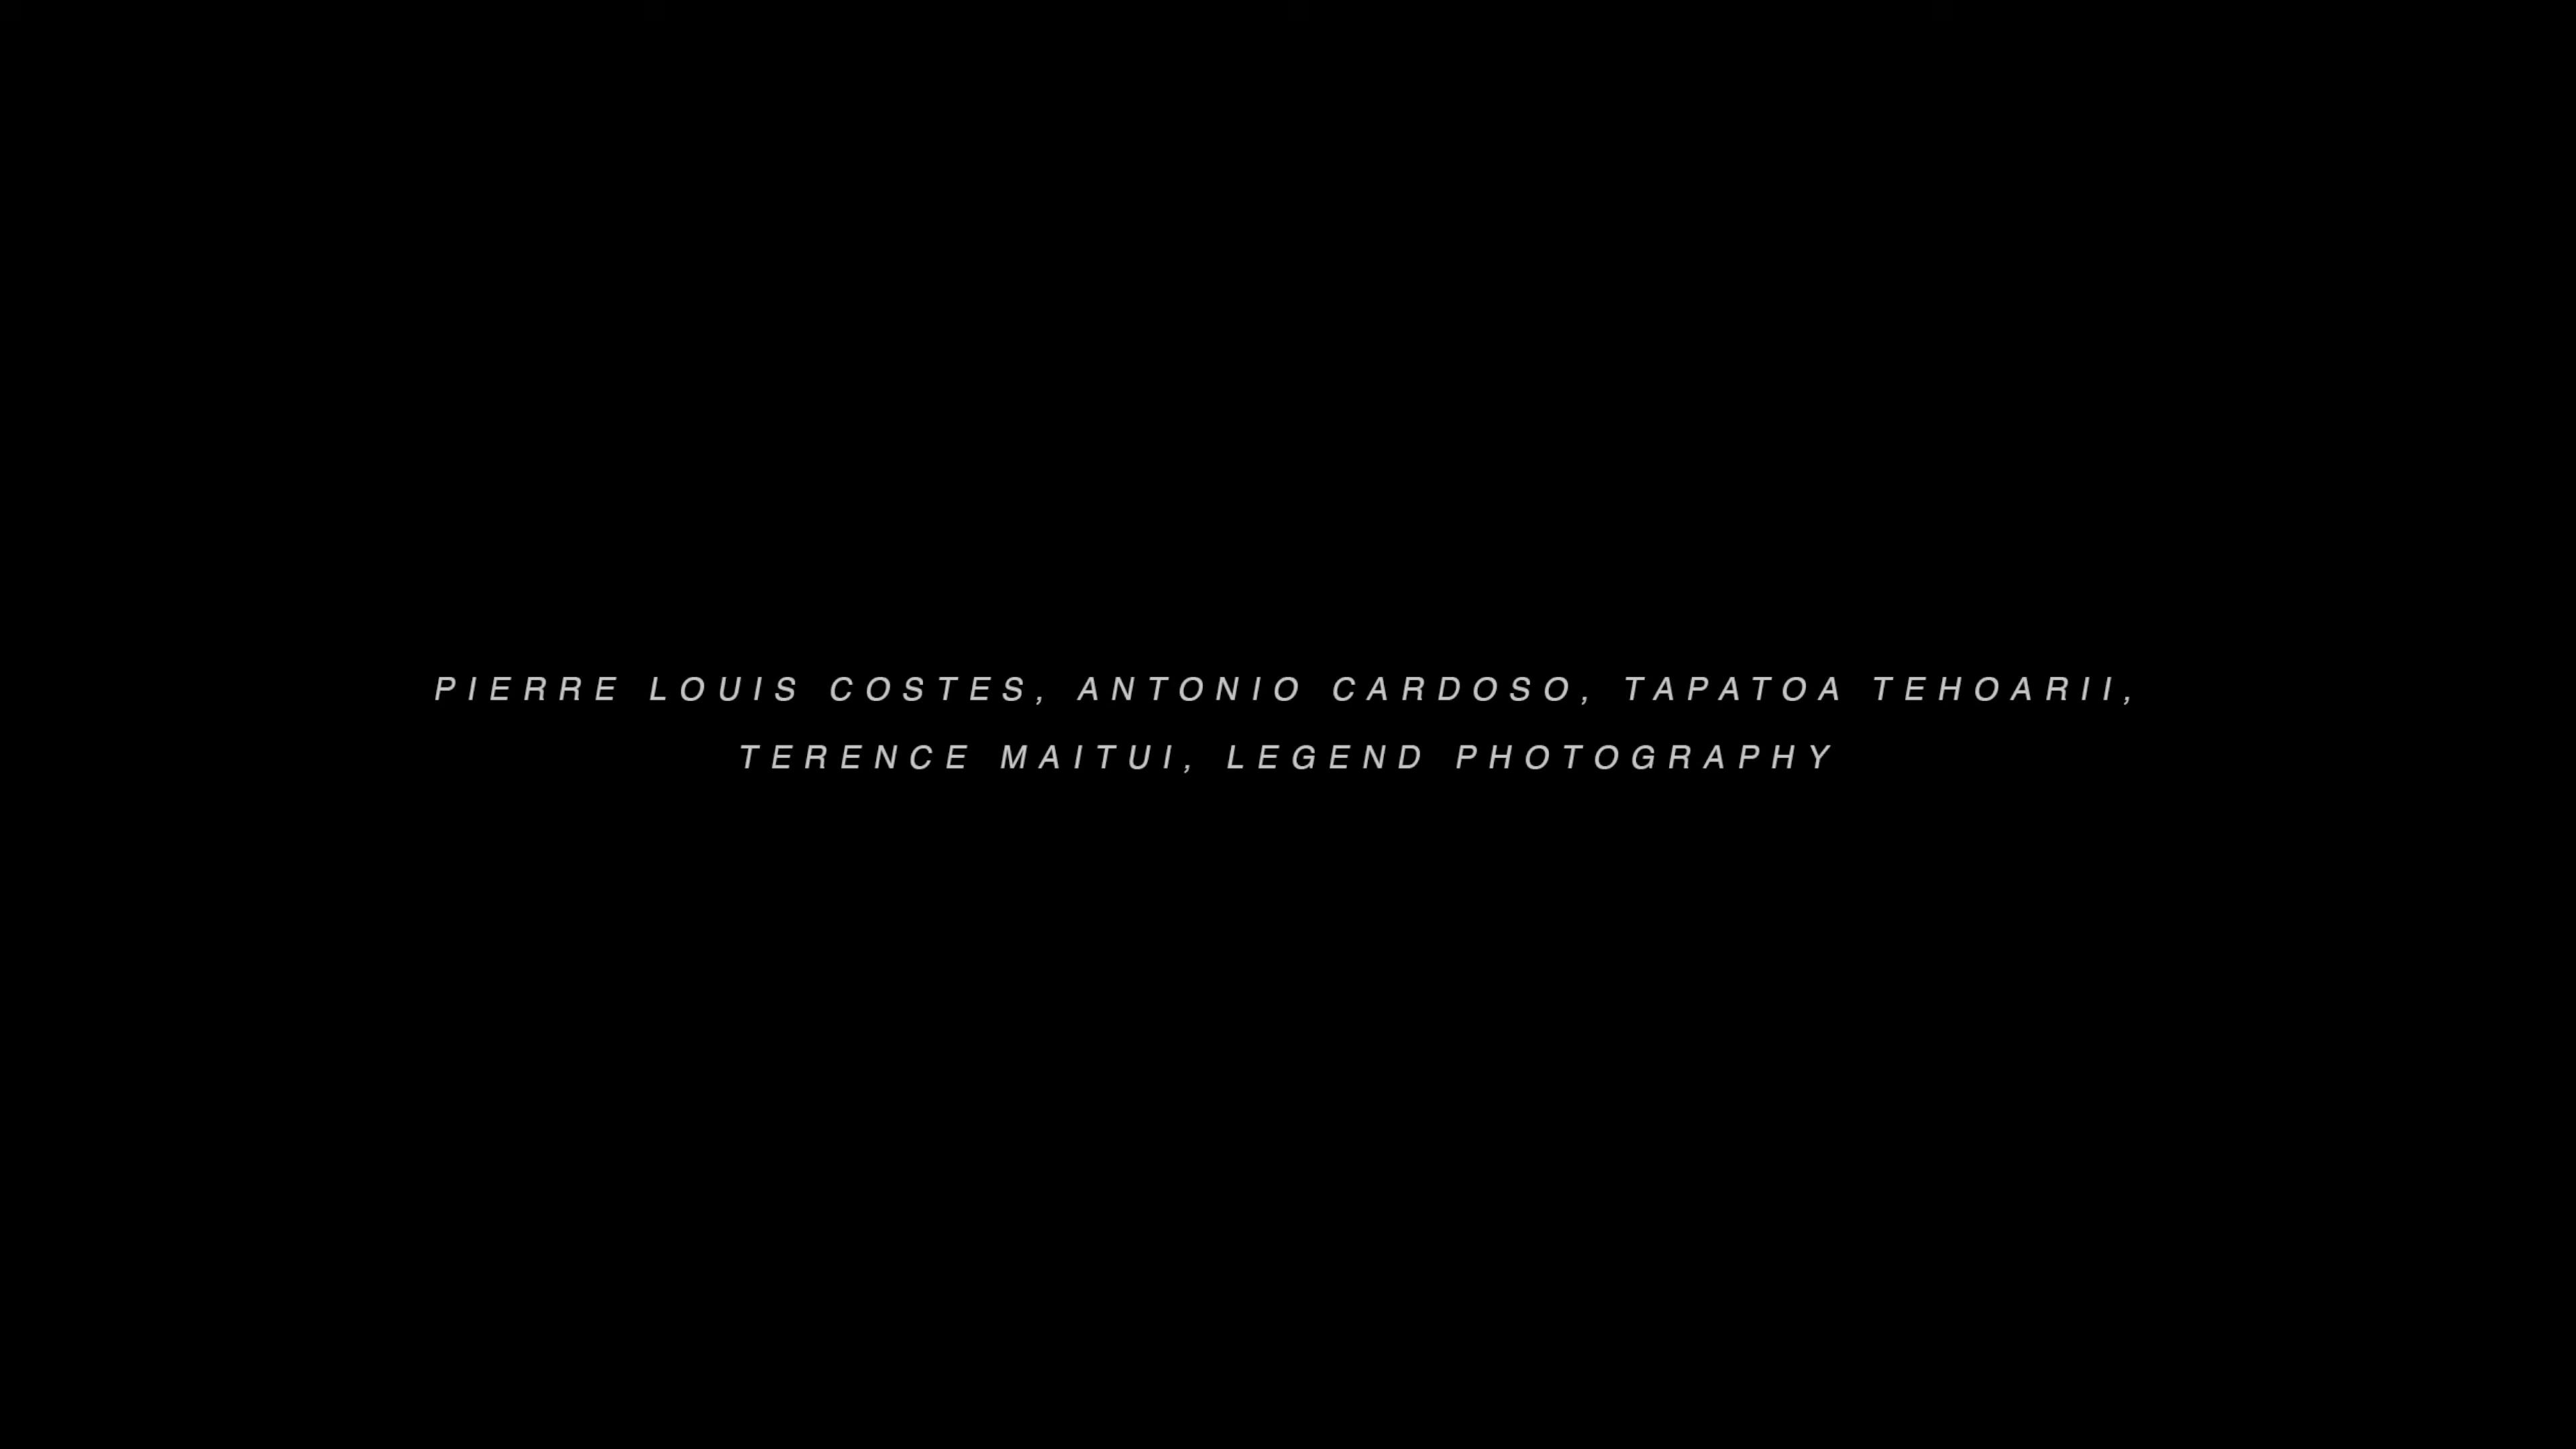 PIERRE LOUIS COSTES, ANTONIO CARDOSO, TAPATOA TEHOARII,
TERENCE MAITUI, LEGEND PHOTOGRAPHY